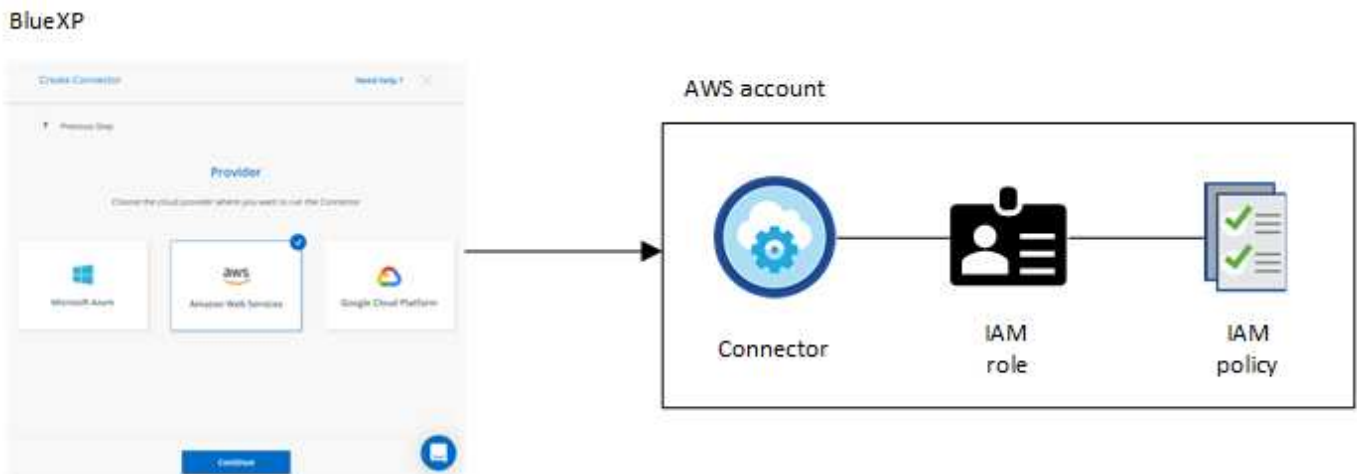 BlueXP
Create Connector
Need help?
Previous Step
Provider
Choose the cloud provider where you want to run the Connector
Microsoft Azure
aws
Amazon Web Services
Google Cloud Platform
Continue
AWS account
Connector
IAM
role
IAM
policy